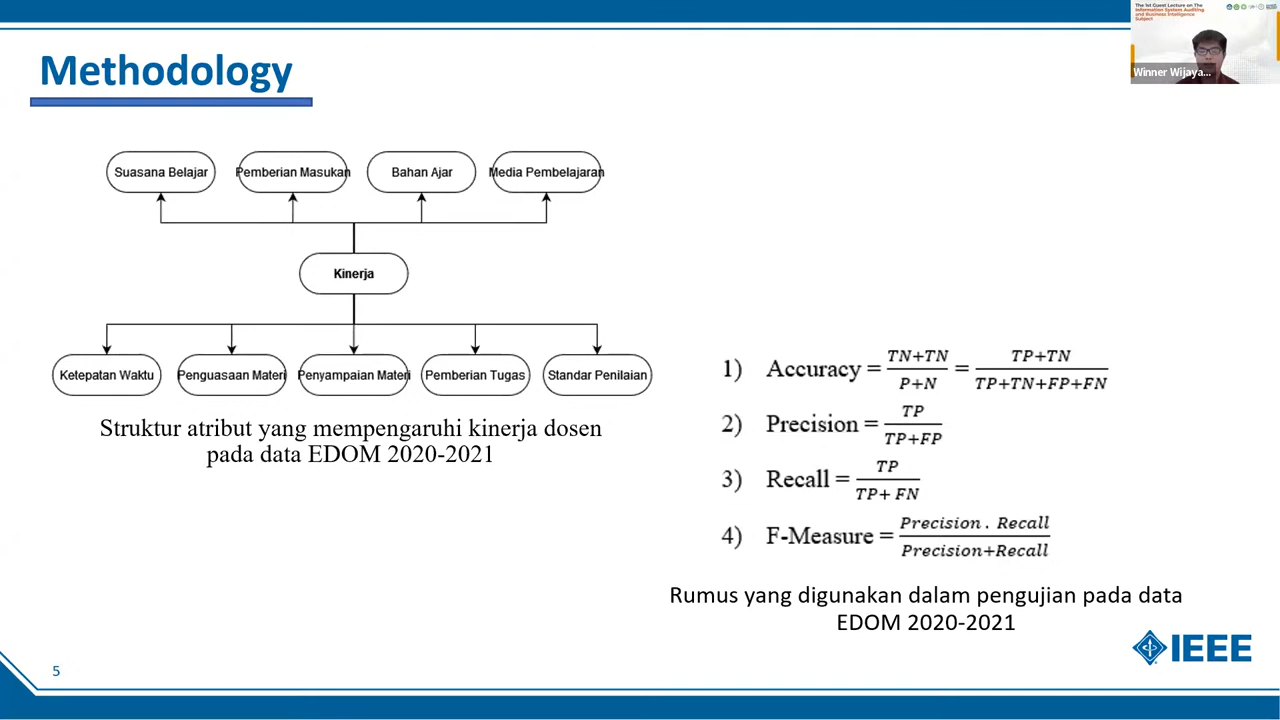 The 1st Guest Lecture on The
Information System Auditing
and Business Intelligence
Subject
Winner Wijaya...
Methodology
Suasana Belajar
Pemberian Masukan
Bahan Ajar
Media Pembelajaran
Kinerja
Ketepatan Waktu
Penguasaan Materi
Penyampaian Materi
Pemberian Tugas
Standar Penilaian
Struktur atribut yang mempengaruhi kinerja dosen
pada data EDOM 2020-2021
1) Accuracy = TN+TN / P+N = TP+TN / TP+TN+FP+FN
2) Precision = TP / TP+FP
3) Recall = TP / TP+ FN
4) F-Measure = Precision . Recall / Precision+Recall
Rumus yang digunakan dalam pengujian pada data
EDOM 2020-2021
IEEE
5